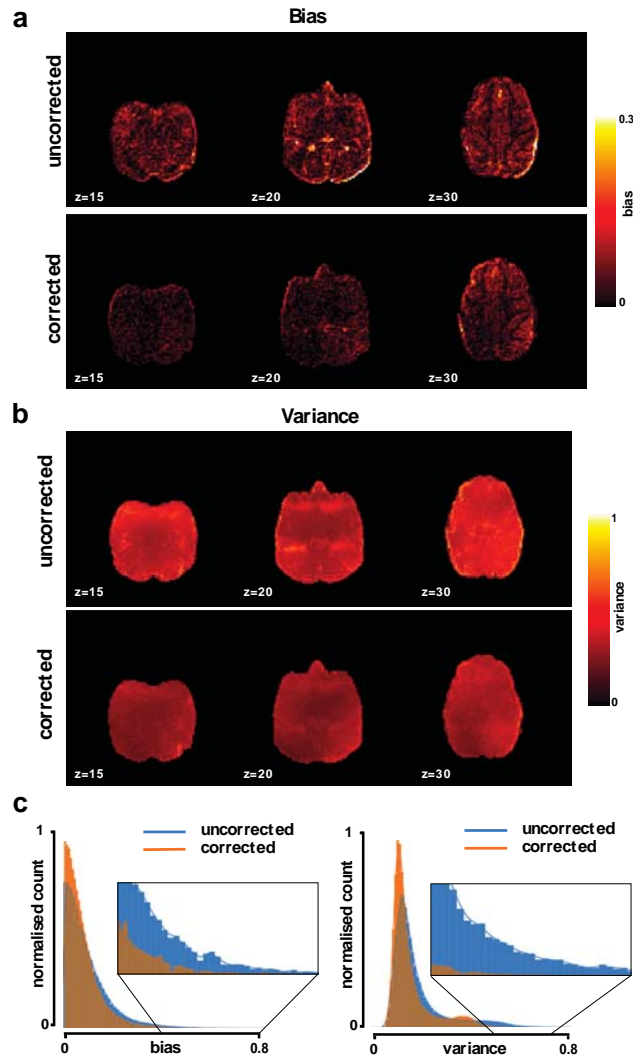 a
Bias
uncorrected
z=15
z=20
z=30
0.3
bias
0
corrected
z=15
z=20
z=30
b
Variance
uncorrected
z=15
z=20
z=30
1
variance
0
corrected
z=15
z=20
z=30
c
1
uncorrected
corrected
normalised count
0
0
bias
0.8
1
uncorrected
corrected
normalised count
0
0
variance
0.8